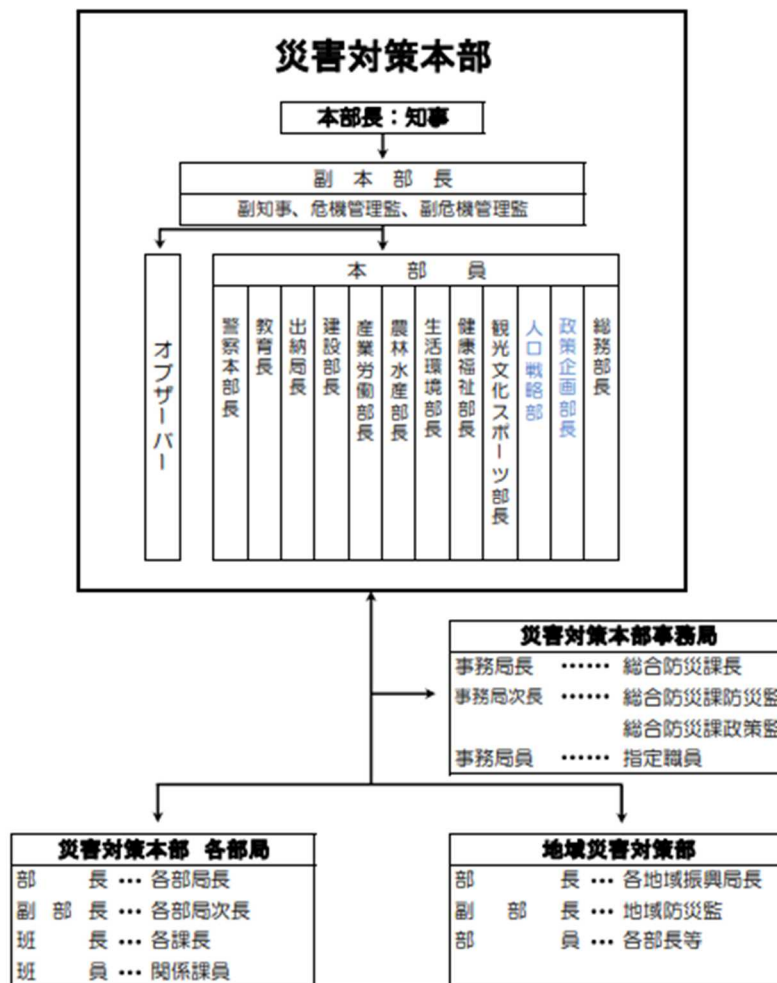 災害対策本部
本部長：知事
副 本 部 長
副知事、危機管理監、副危機管理監
オブザーバー
本 部 員
警察本部長
教育長
出納局長
建設部長
産業労働部長
農林水産部長
生活環境部長
健康福祉部長
観光文化スポーツ部長
人口戦略部
政策企画部長
総務部長
災害対策本部事務局
事務局長 …… 総合防災課長
事務局次長 …… 総合防災課防災監
総合防災課政策監
事務局員 …… 指定職員
災害対策本部 各部局
部 長 … 各部局長
副 部 長 … 各部局次長
班 長 … 各課長
班 員 … 関係課員
地域災害対策部
部 長 … 各地域振興局長
副 部 長 … 地域防災監
部 員 … 各部長等